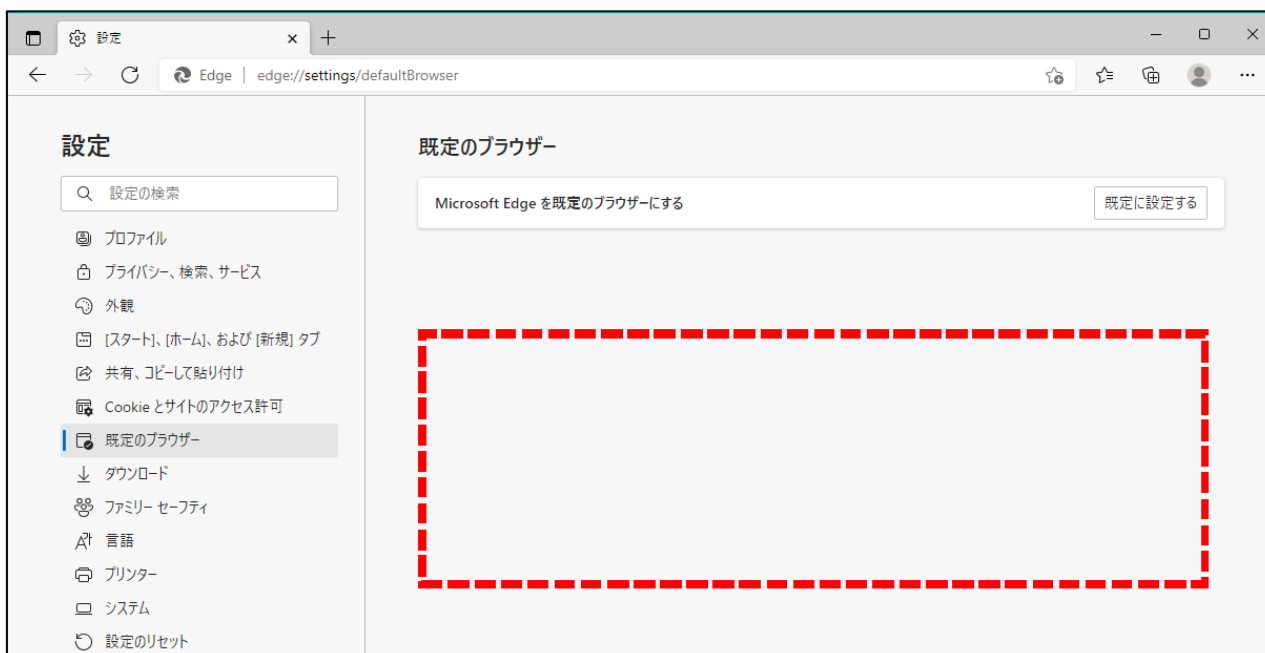 設定
Edge | edge://settings/defaultBrowser
設定
設定の検索
プロファイル
プライバシー、検索、サービス
外観
[スタート]、[ホーム]、および [新規] タブ
共有、コピーして貼り付け
Cookie とサイトのアクセス許可
既定のブラウザー
ダウンロード
ファミリー セーフティ
言語
プリンター
システム
設定のリセット
既定のブラウザー
Microsoft Edge を既定のブラウザーにする
既定に設定する